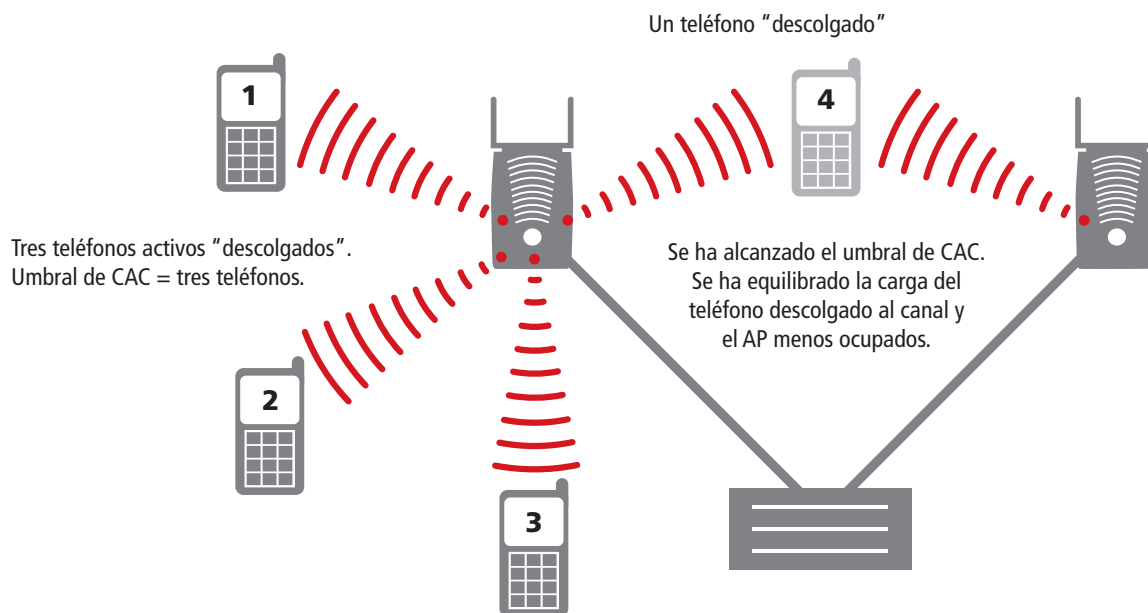 Un teléfono “descolgado”
1
4
Tres teléfonos activos “descolgados”.
Umbral de CAC = tres teléfonos.
Se ha alcanzado el umbral de CAC.
Se ha equilibrado la carga del
teléfono descolgado al canal y
el AP menos ocupados.
2
3